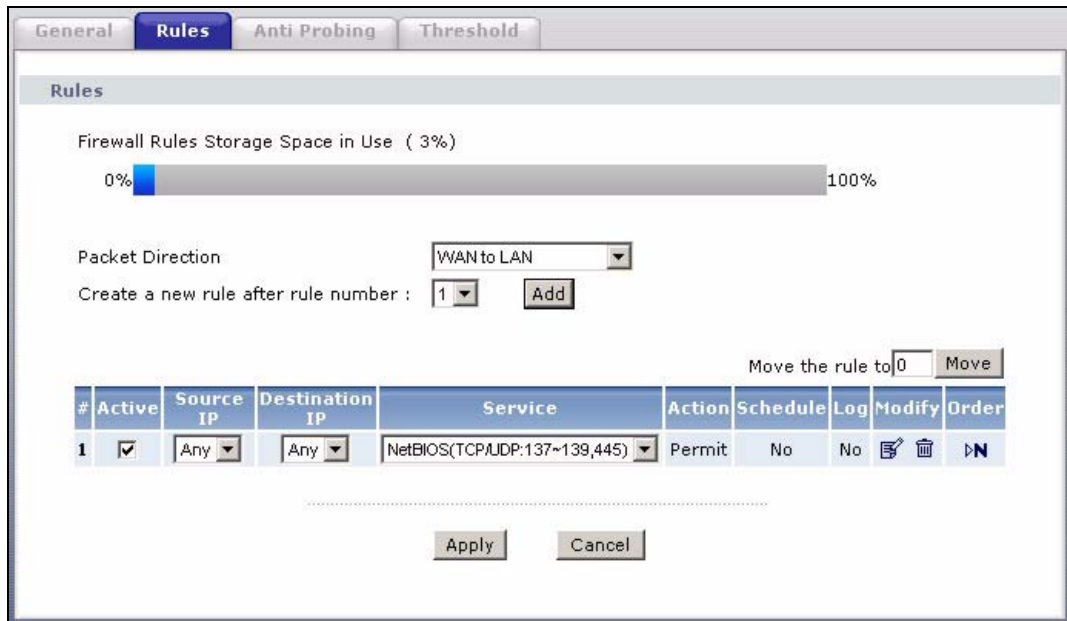 General Rules Anti Probing Threshold
Rules
Firewall Rules Storage Space in Use ( 3%)
0% 100%
Packet Direction WAN to LAN
Create a new rule after rule number : 1 Add
Move the rule to 0 Move
# Active Source IP Destination IP Service Action Schedule Log Modify Order
1 Any Any NetBIOS(TCP/UDP:137~139,445) Permit No No N
Apply Cancel